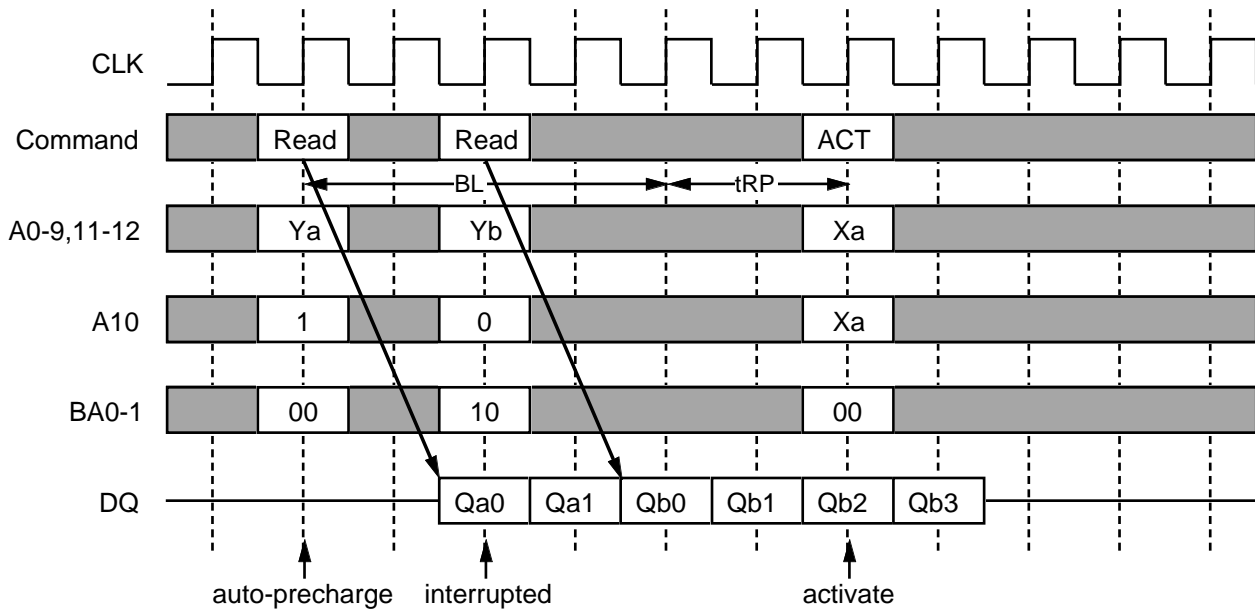 CLK
Command Read Read ACT
BL tRP
A0-9,11-12 Ya Yb Xa
A10 1 0 Xa
BA0-1 00 10 00
DQ Qa0 Qa1 Qb0 Qb1 Qb2 Qb3
auto-precharge interrupted activate